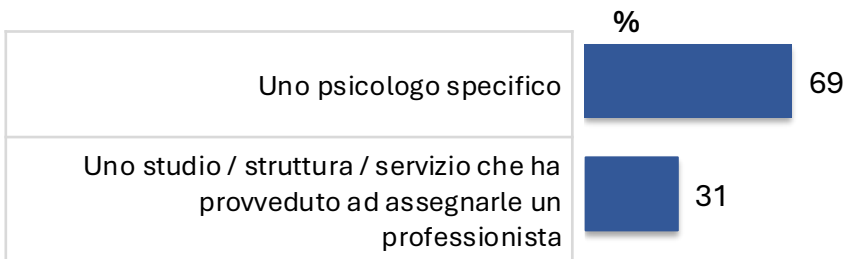 %
Uno psicologo specifico
69
Uno studio / struttura / servizio che ha
provveduto ad assegnarle un
professionista
31